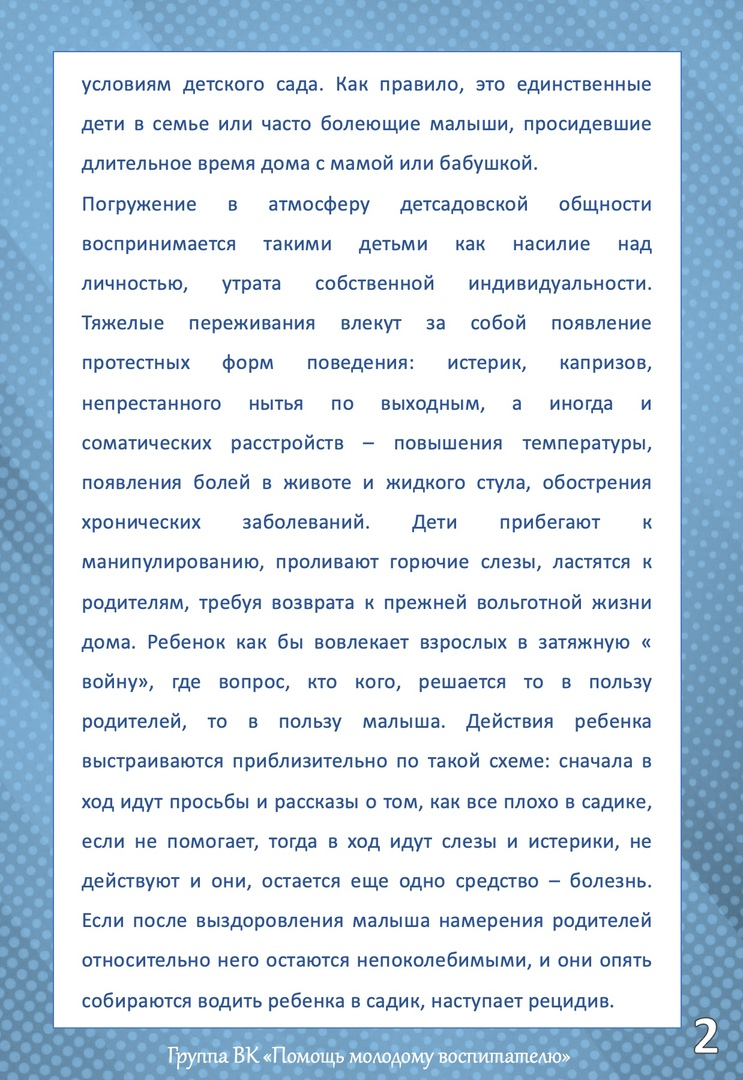 условиям детского сада. Как правило, это единственные
дети в семье или часто болеющие малыши, просидевшие
длительное время дома с мамой или бабушкой.
Погружение в атмосферу детсадовской общности
воспринимается такими детьми как насилие над
личностью, утрата собственной индивидуальности.
Тяжелые переживания влекут за собой появление
протестных форм поведения: истерик, капризов,
непрестанного нытья по выходным, а иногда и
соматических расстройств – повышения температуры,
появления болей в животе и жидкого стула, обострения
хронических заболеваний. Дети прибегают к
манипулированию, проливают горючие слезы, ластятся к
родителям, требуя возврата к прежней вольготной жизни
дома. Ребенок как бы вовлекает взрослых в затяжную «
войну», где вопрос, кто кого, решается то в пользу
родителей, то в пользу малыша. Действия ребенка
выстраиваются приблизительно по такой схеме: сначала в
ход идут просьбы и рассказы о том, как все плохо в садике,
если не помогает, тогда в ход идут слезы и истерики, не
действуют и они, остается еще одно средство – болезнь.
Если после выздоровления малыша намерения родителей
относительно него остаются непоколебимыми, и они опять
собираются водить ребенка в садик, наступает рецидив.
2
Группа ВК «Помощь молодому воспитателю»